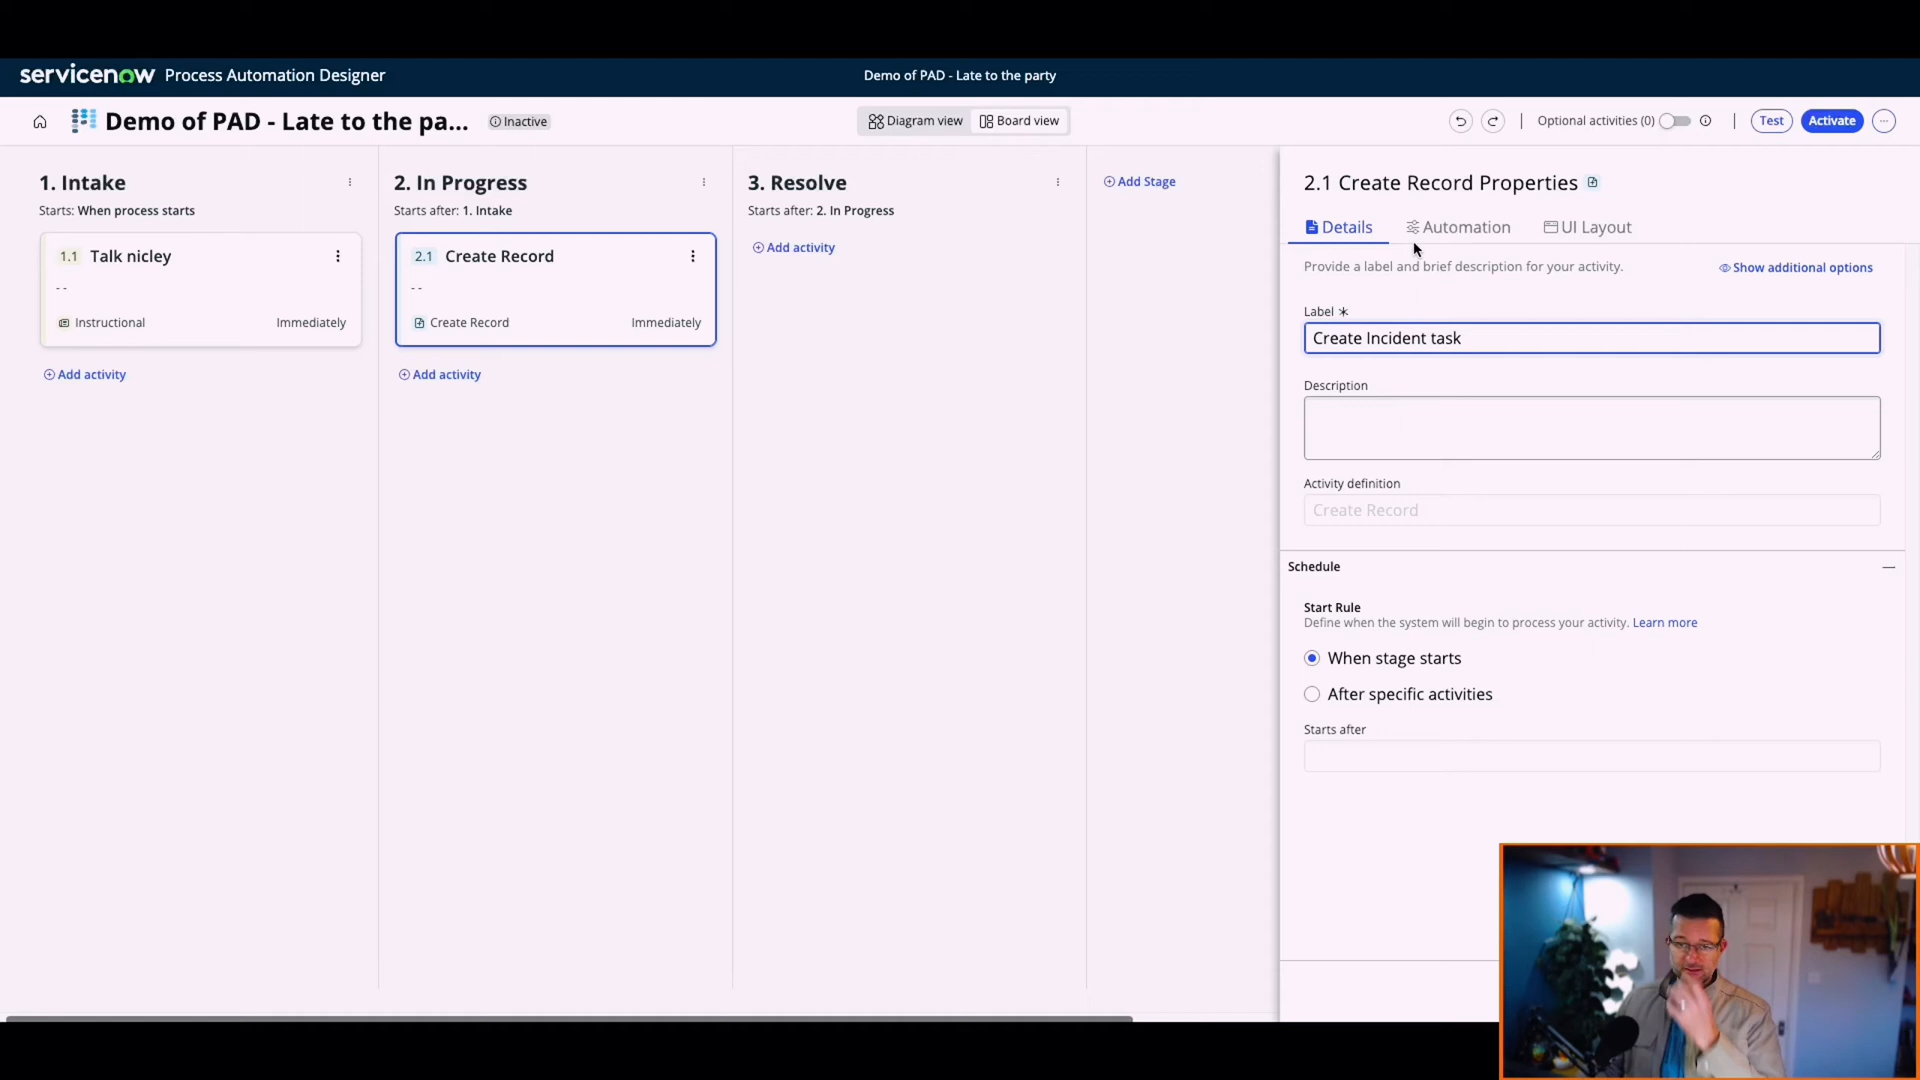 servicenow Process Automation Designer
Demo of PAD - Late to the party
Demo of PAD - Late to the pa...
Inactive
Diagram view
Board view
Optional activities (0)
Test
Activate
1. Intake
Starts: When process starts
1.1 Talk nicley
--
Instructional
Immediately
Add activity
2. In Progress
Starts after: 1. Intake
2.1 Create Record
--
Create Record
Immediately
Add activity
3. Resolve
Starts after: 2. In Progress
Add activity
Add Stage
2.1 Create Record Properties
Details
Automation
UI Layout
Provide a label and brief description for your activity.
Show additional options
Label *
Create Incident task
Description
Activity definition
Create Record
Schedule
Start Rule
Define when the system will begin to process your activity. Learn more
When stage starts
After specific activities
Starts after